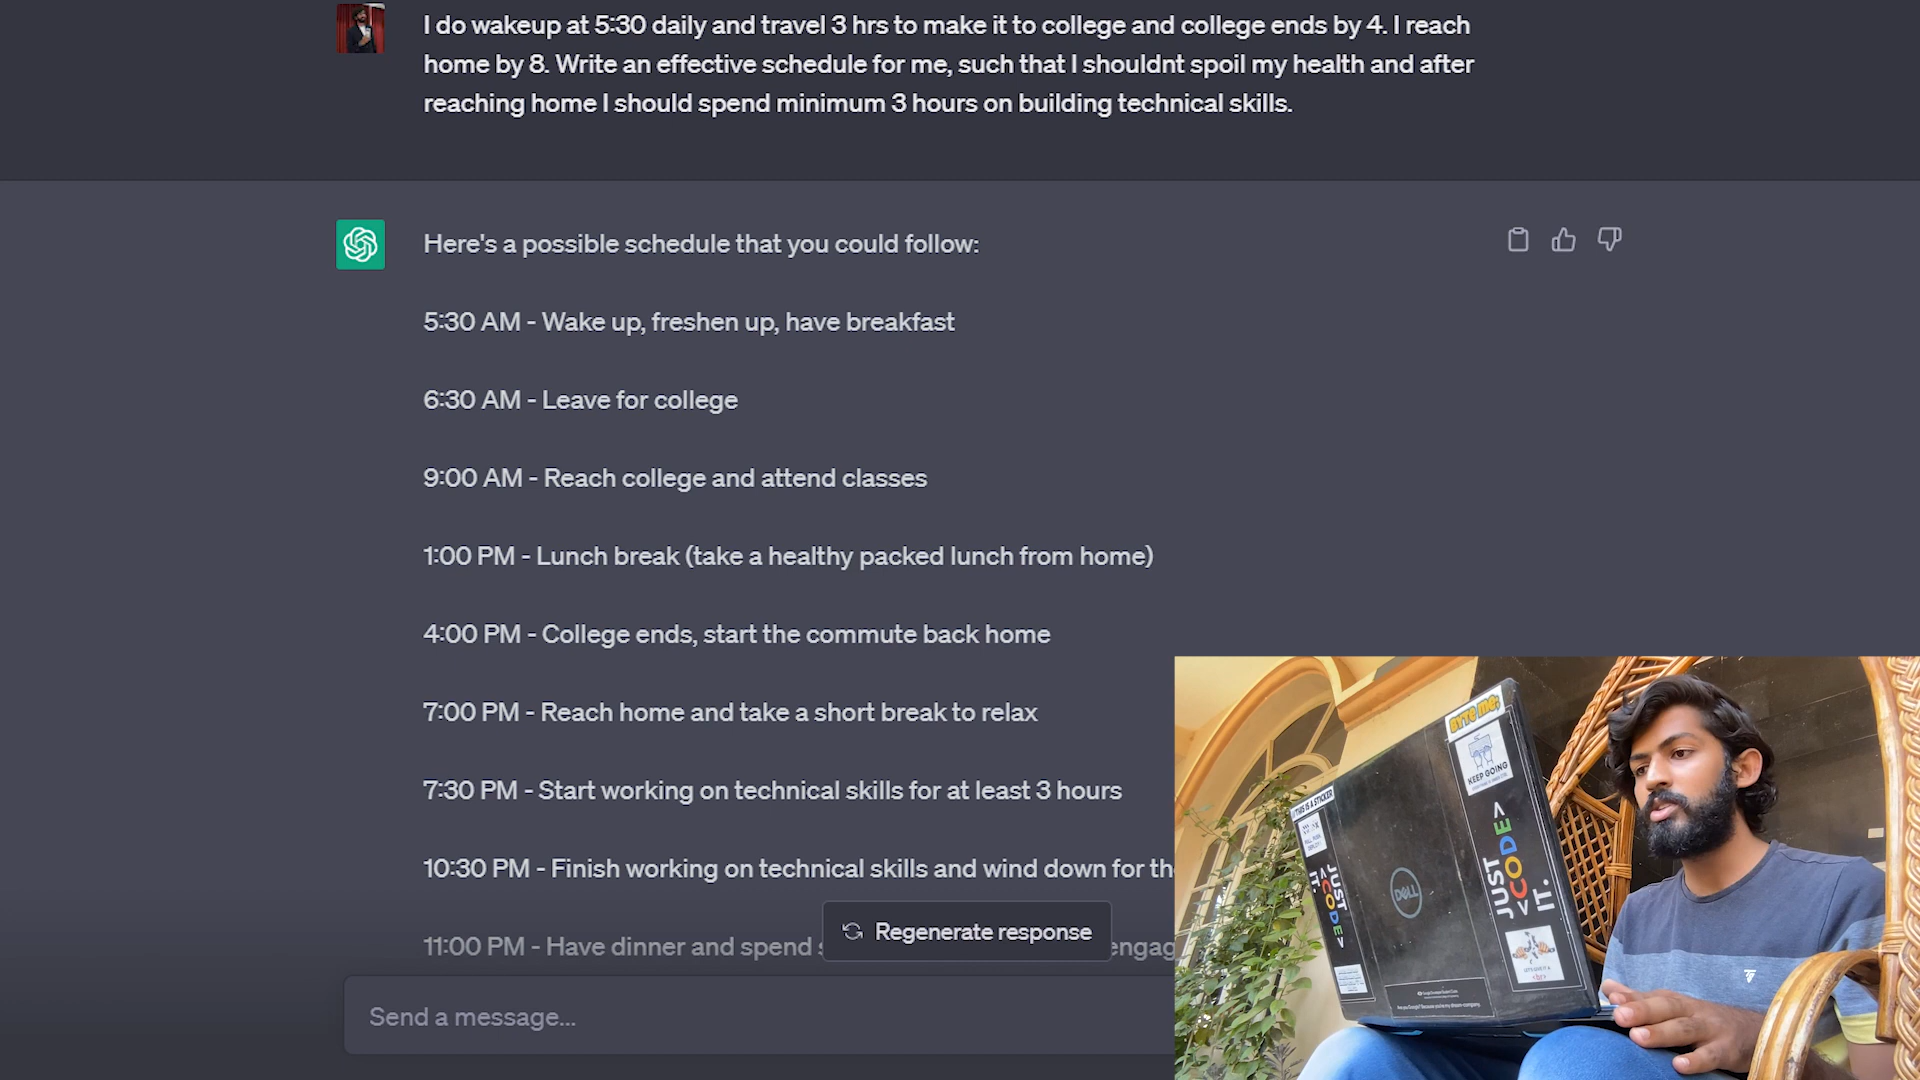 I do wakeup at 5:30 daily and travel 3 hrs to make it to college and college ends by 4. I reach
home by 8. Write an effective schedule for me, such that I shouldnt spoil my health and after
reaching home I should spend minimum 3 hours on building technical skills.
Here's a possible schedule that you could follow:
5:30 AM - Wake up, freshen up, have breakfast
6:30 AM - Leave for college
9:00 AM - Reach college and attend classes
1:00 PM - Lunch break (take a healthy packed lunch from home)
4:00 PM - College ends, start the commute back home
7:00 PM - Reach home and take a short break to relax
7:30 PM - Start working on technical skills for at least 3 hours
10:30 PM - Finish working on technical skills and wind down for th
11:00 PM - Have dinner and spend
Regenerate response
Send a message...
BYTE ME;
KEEP GOING
#THIS IS A STICKER
JUST
<CODE>
IT.
JUST
<CODE>
IT.
DELL